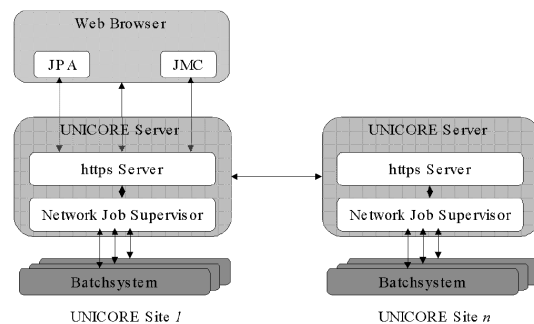 Web Browser
JPA JMC
UNICORE Server UNICORE Server
https Server https Server
Network Job Supervisor Network Job Supervisor
Batchsystem Batchsystem
UNICORE Site 1 UNICORE Site n